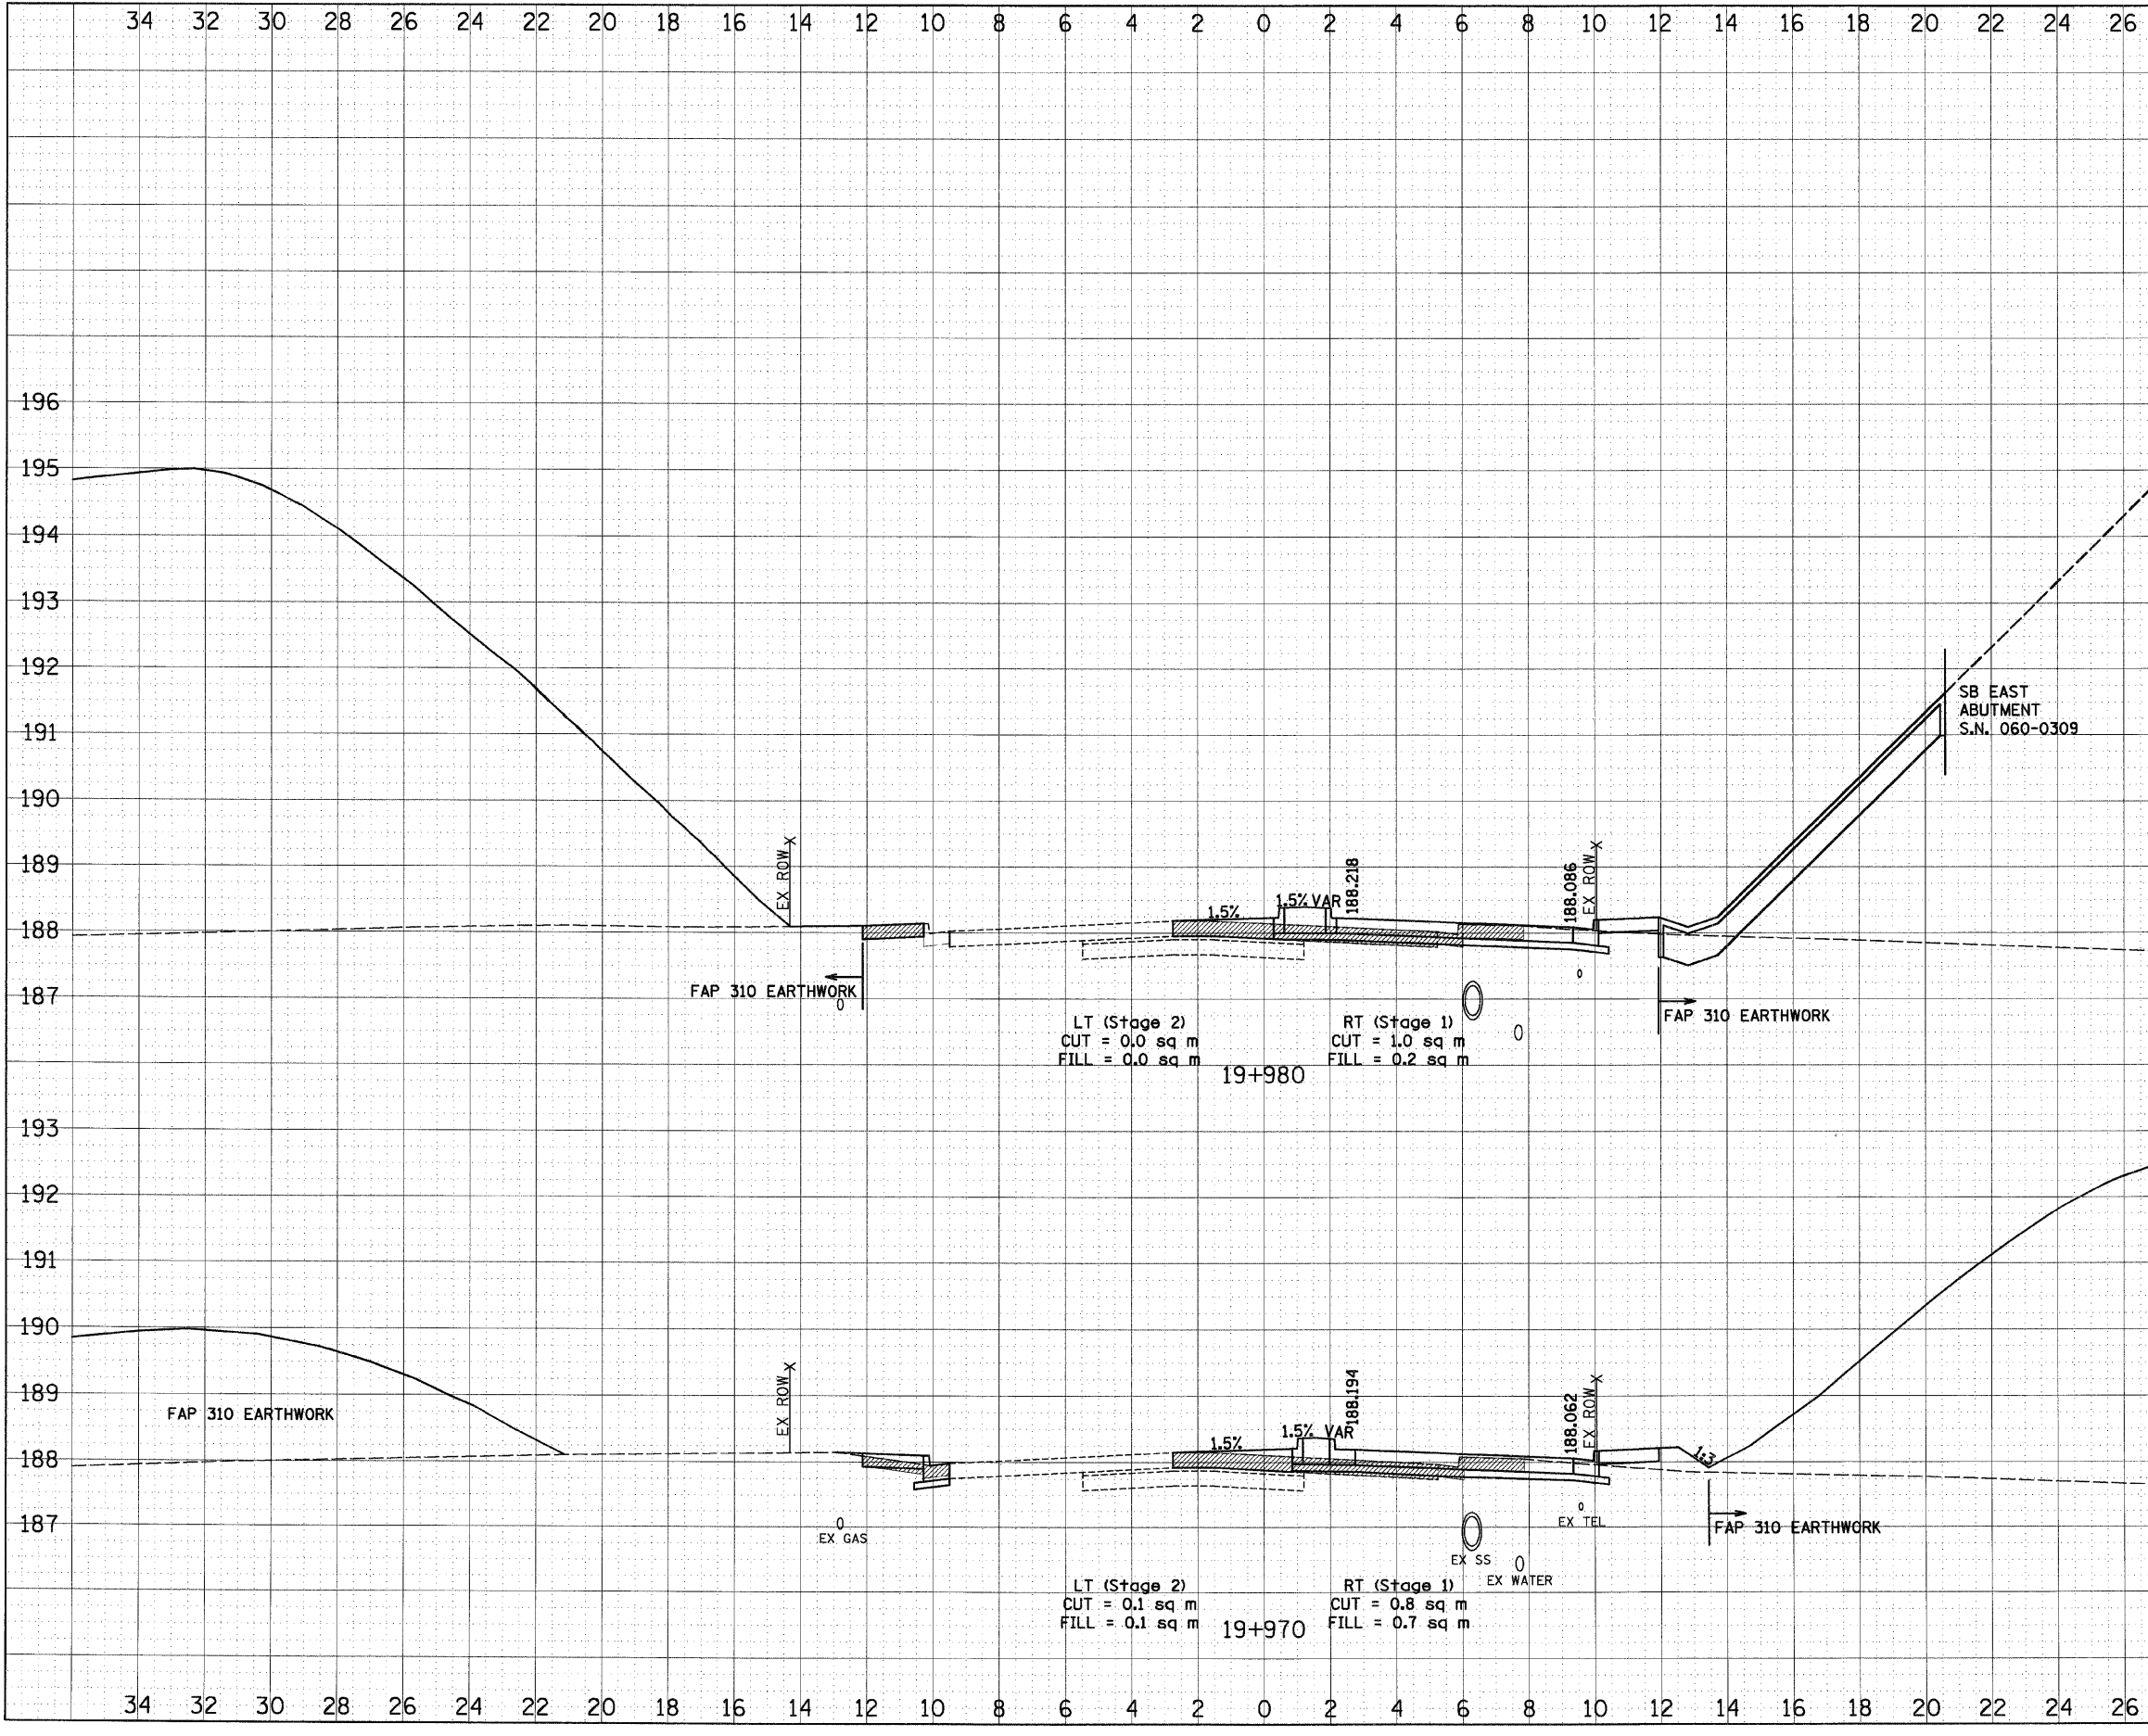 34 32 30 28 26 24 22 20 18 16 14 12 10 8 6 4 2 0 2 4 6 8 10 12 14 16 18 20 22 24 26
196
195
194
193
192
191
190
189
188
187
SB EAST
ABUTMENT
S.N. 060-0309
EX ROW
1.5%
1.5% VAR
188.218
188.086
EX ROW
FAP 310 EARTHWORK
FAP 310 EARTHWORK
LT (Stage 2)
CUT = 0.0 sq m
FILL = 0.0 sq m
RT (Stage 1)
CUT = 1.0 sq m
FILL = 0.2 sq m
19+980
193
192
191
190
189
188
187
FAP 310 EARTHWORK
EX ROW
1.5%
1.5% VAR
188.194
188.062
EX ROW
1:3
EX GAS
EX TEL
FAP 310 EARTHWORK
EX SS
EX WATER
LT (Stage 2)
CUT = 0.1 sq m
FILL = 0.1 sq m
RT (Stage 1)
CUT = 0.8 sq m
FILL = 0.7 sq m
19+970
34 32 30 28 26 24 22 20 18 16 14 12 10 8 6 4 2 0 2 4 6 8 10 12 14 16 18 20 22 24 26